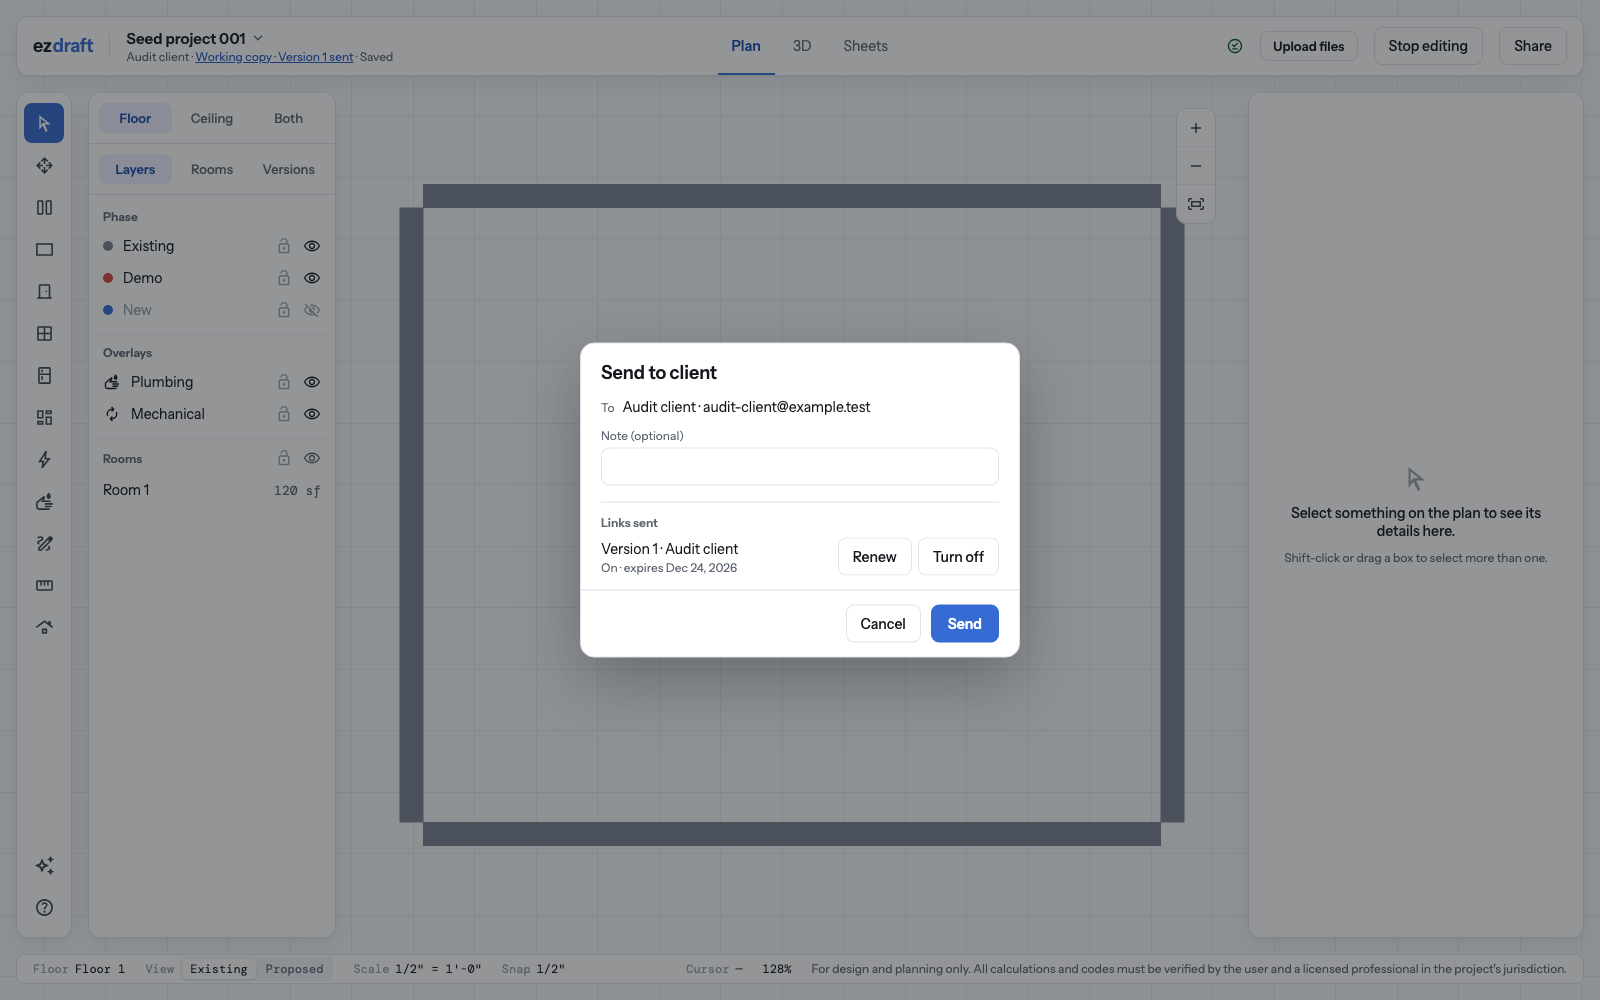 ezdraft
Seed project 001
Audit client · Working copy · Version 1 sent · Saved
Plan
3D
Sheets
Upload files
Stop editing
Share
Floor
Ceiling
Both
Layers
Rooms
Versions
Phase
Existing
Demo
New
Overlays
Plumbing
Mechanical
Rooms
Room 1 120 sf
Send to client
To Audit client · audit-client@example.test
Note (optional)
Links sent
Version 1 · Audit client
On · expires Dec 24, 2026
Renew
Turn off
Cancel
Send
Select something on the plan to see its
details here.
Shift-click or drag a box to select more than one.
Floor Floor 1 View Existing Proposed Scale 1/2" = 1'-0" Snap 1/2" Cursor — 128% For design and planning only. All calculations and codes must be verified by the user and a licensed professional in the project's jurisdiction.